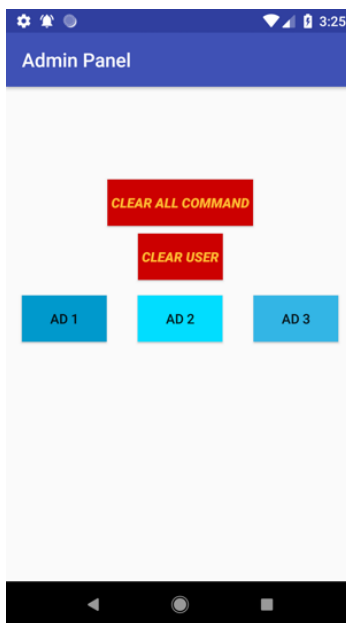 3:25
Admin Panel
CLEAR ALL COMMAND
CLEAR USER
AD 1 AD 2 AD 3